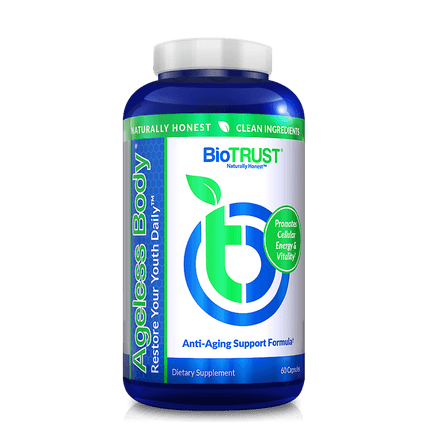 NATURALLY HONEST CLEAN INGREDIENTS
BioTRUST®
Naturally Honest™
Ageless Body®
Restore Your Youth Daily™
Promotes
Cellular
Energy &
Vitality
Anti-Aging Support Formula
Dietary Supplement 60 Capsules